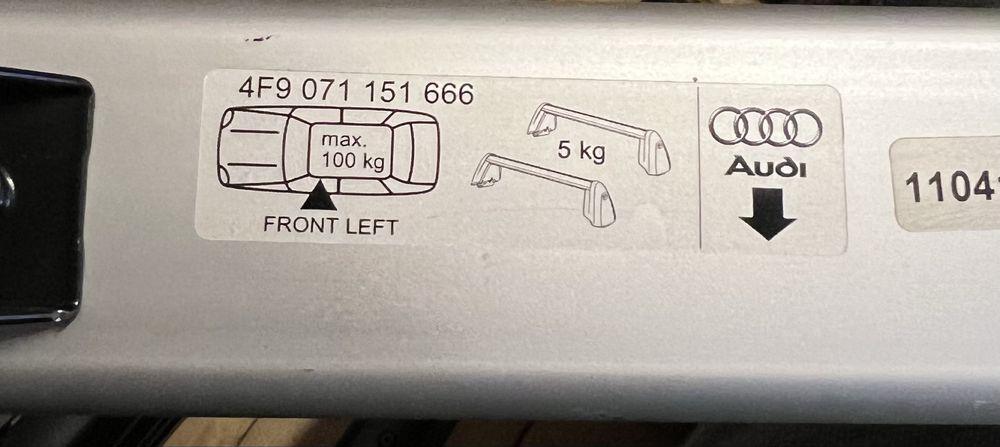 4F9 071 151 666
max.
100 kg
FRONT LEFT
5 kg
Audi
1104